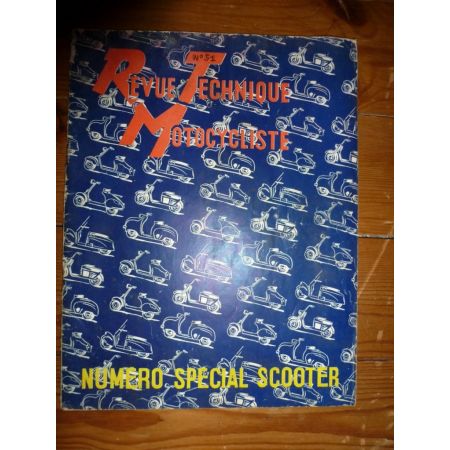 N°51
REVUE TECHNIQUE
MOTOCYCLISTE
NUMERO SPECIAL SCOOTER